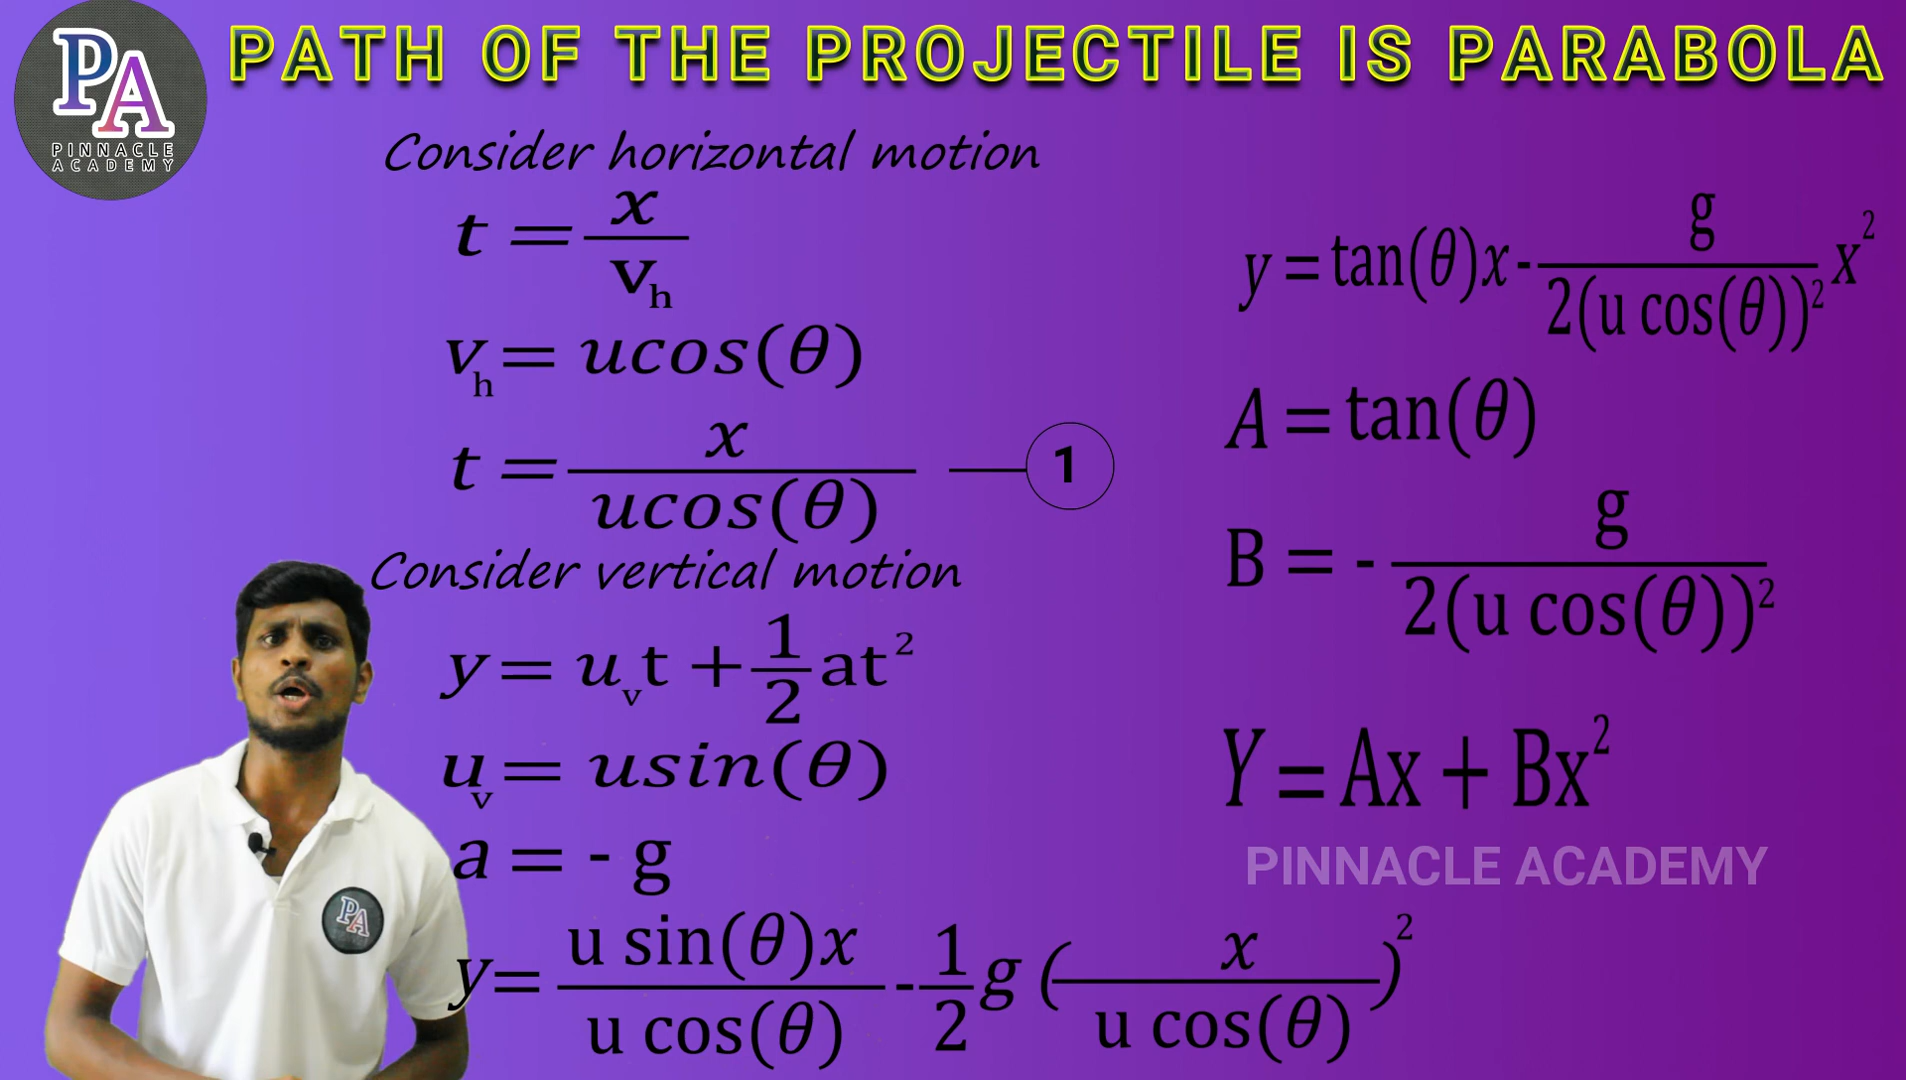 PA
PINNACLE
ACADEMY
PATH OF THE PROJECTILE IS PARABOLA
Consider horizontal motion
t = x / v_h
v_h = ucos(θ)
t = x / ucos(θ) — 1
Consider vertical motion
y = u_v t + 1/2 at²
u_v = usin(θ)
a = - g
y = u sin(θ)x / u cos(θ) - 1/2 g ( x / u cos(θ) )²
y = tan(θ)x - g / 2(u cos(θ))² x²
A = tan(θ)
B = - g / 2(u cos(θ))²
Y = Ax + Bx²
PINNACLE ACADEMY
PA